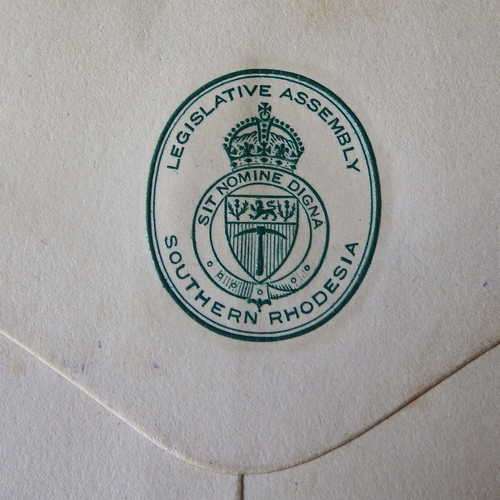 LEGISLATIVE ASSEMBLY
SIT NOMINE DIGNA
SOUTHERN RHODESIA